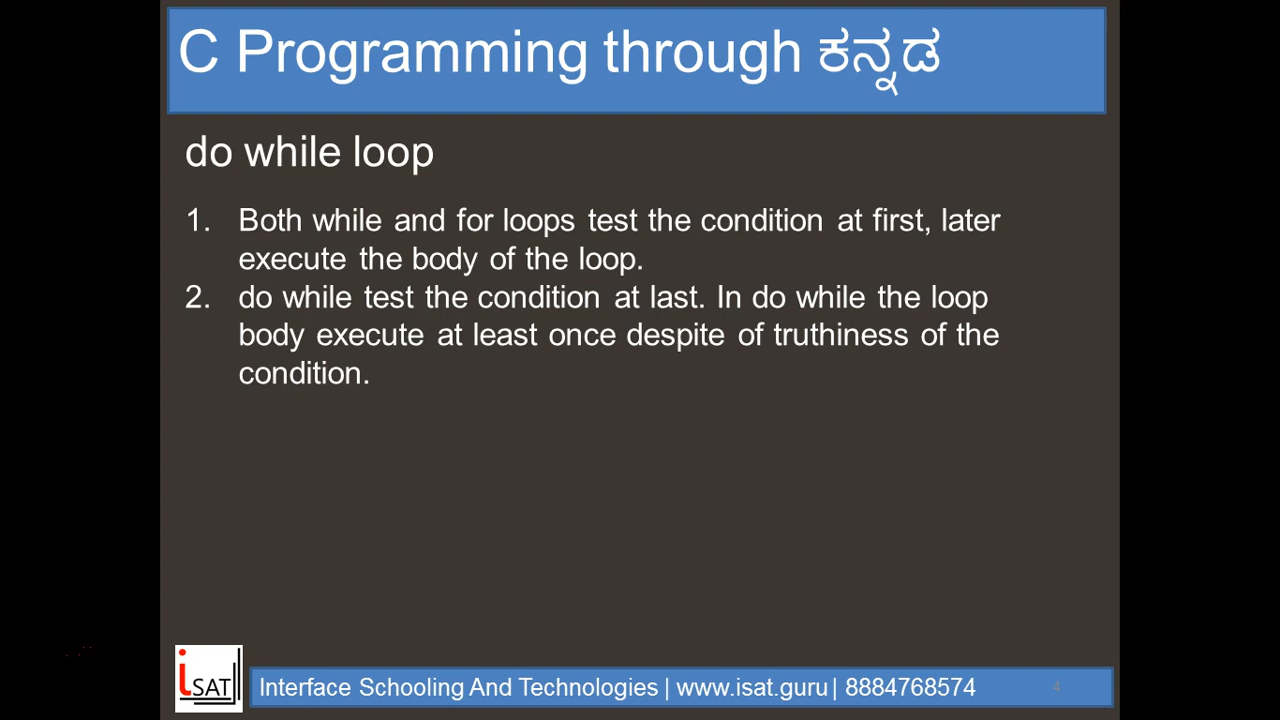 C Programming through ಕನ್ನಡ
do while loop
1. Both while and for loops test the condition at first, later
execute the body of the loop.
2. do while test the condition at last. In do while the loop
body execute at least once despite of truthiness of the
condition.
iSAT
Interface Schooling And Technologies | www.isat.guru | 8884768574
4